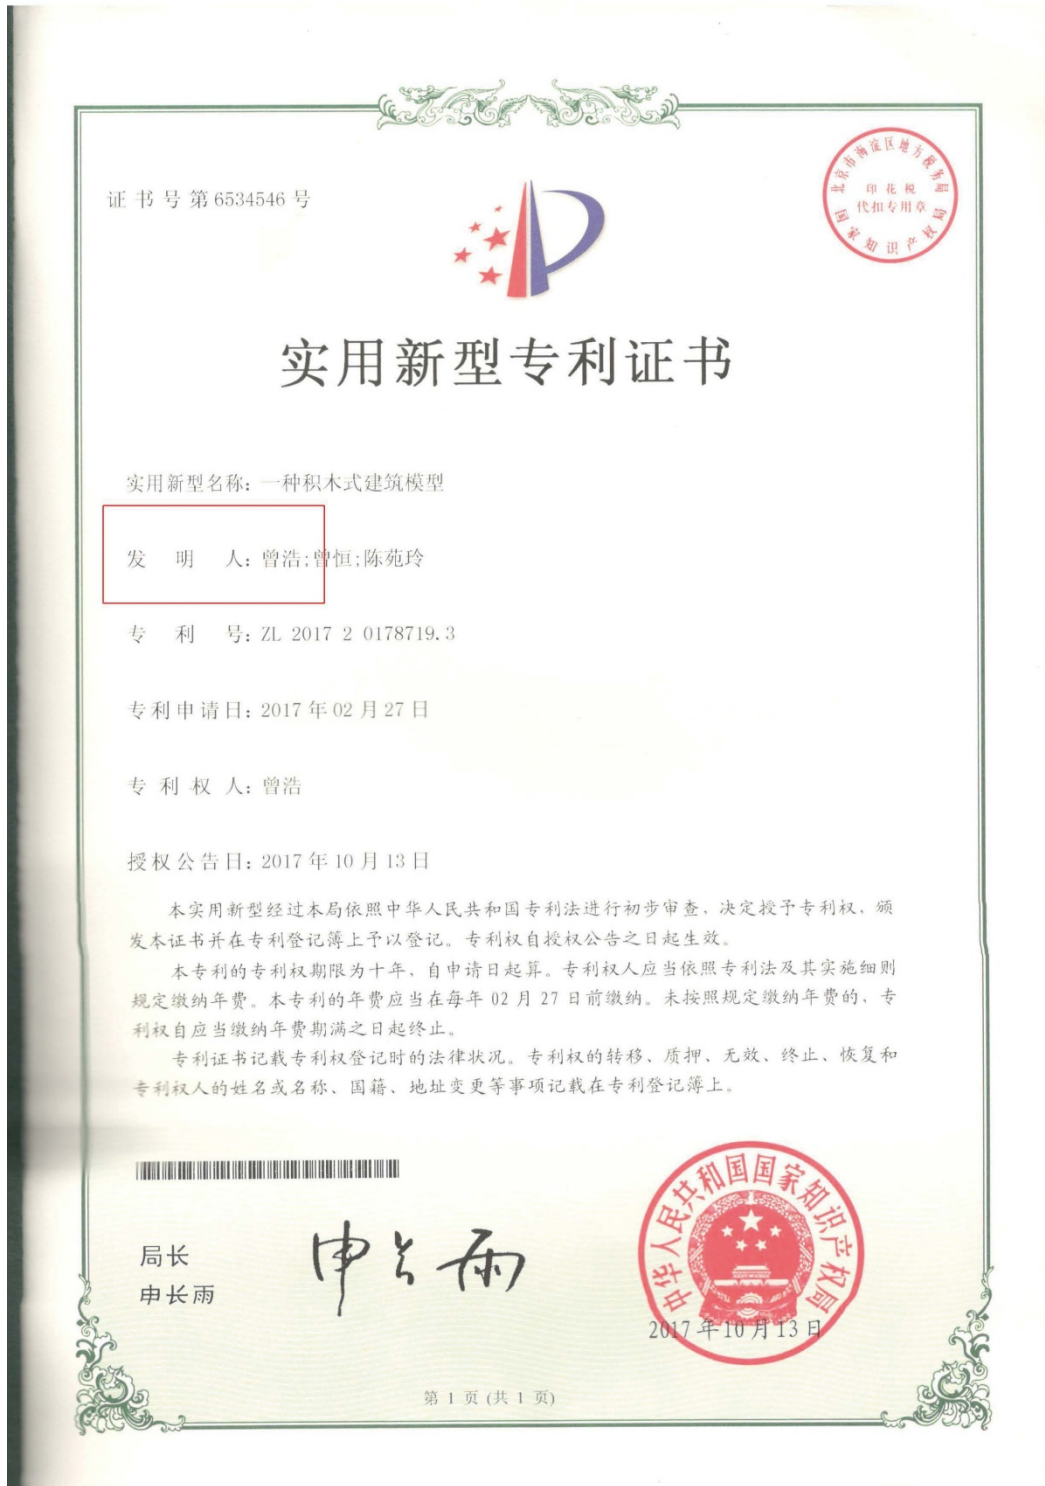 证书号第6534546号
北京市海淀区地方税务局
印花税
代扣专用章
国家知识产权局
实用新型专利证书
实用新型名称：一种积木式建筑模型
发明人：曾浩;曾恒;陈苑玲
专利号：ZL 2017 2 0178719.3
专利申请日：2017年02月27日
专利权人：曾浩
授权公告日：2017年10月13日
本实用新型经过本局依照中华人民共和国专利法进行初步审查，决定授予专利权，颁
发本证书并在专利登记簿上予以登记。专利权自授权公告之日起生效。
本专利的专利权期限为十年，自申请日起算。专利权人应当依照专利法及其实施细则
规定缴纳年费。本专利的年费应当在每年02月27日前缴纳。未按照规定缴纳年费的，专
利权自应当缴纳年费期满之日起终止。
专利证书记载专利权登记时的法律状况。专利权的转移、质押、无效、终止、恢复和
专利权人的姓名或名称、国籍、地址变更等事项记载在专利登记簿上。
局长
申长雨
申长雨
中华人民共和国国家知识产权局
2017年10月13日
第1页(共1页)